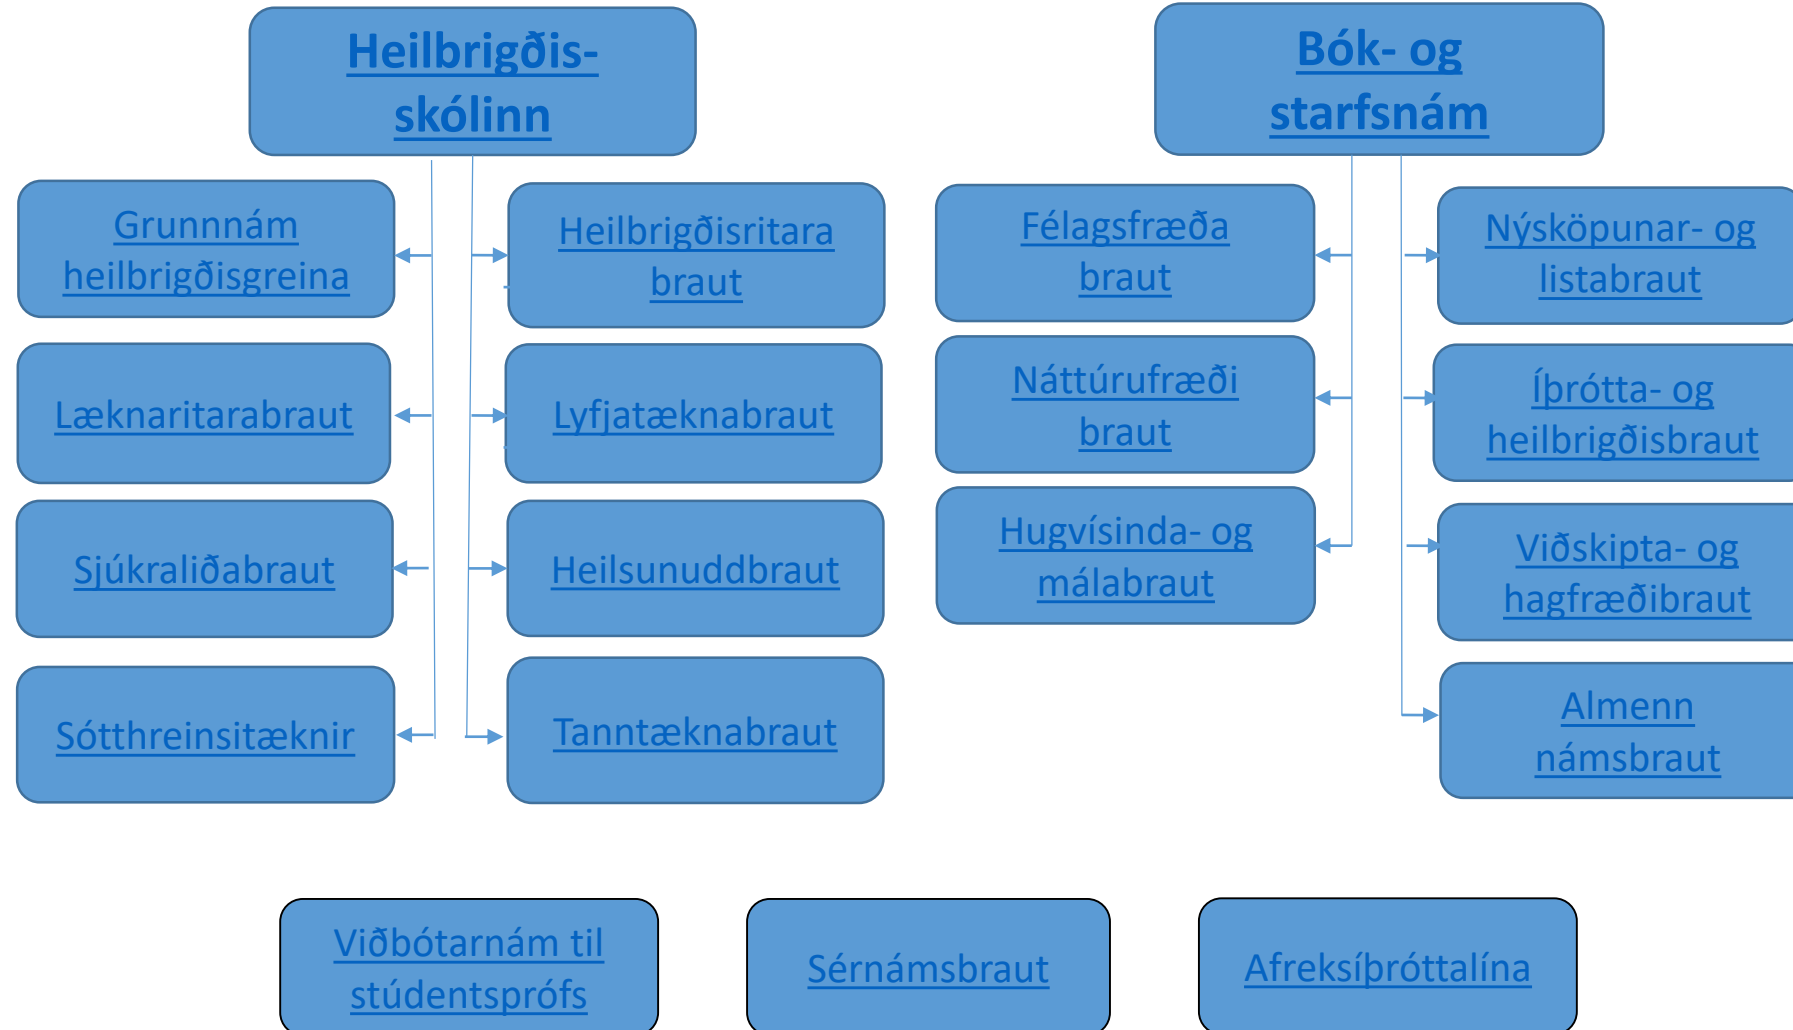 Heilbrigðis-
skólinn
Bók- og
starfsnám
Grunnnám
heilbrigðisgreina
Heilbrigðisritara
braut
Félagsfræða
braut
Nýsköpunar- og
listabraut
Læknaritarabraut
Lyfjatæknabraut
Náttúrufræði
braut
Íþrótta- og
heilbrigðisbraut
Sjúkraliðabraut
Heilsunuddbraut
Hugvísinda- og
málabraut
Viðskipta- og
hagfræðibraut
Sótthreinsitæknir
Tanntæknabraut
Almenn
námsbraut
Viðbótarnám til
stúdentsprófs
Sérnámsbraut
Afreksíþróttalína